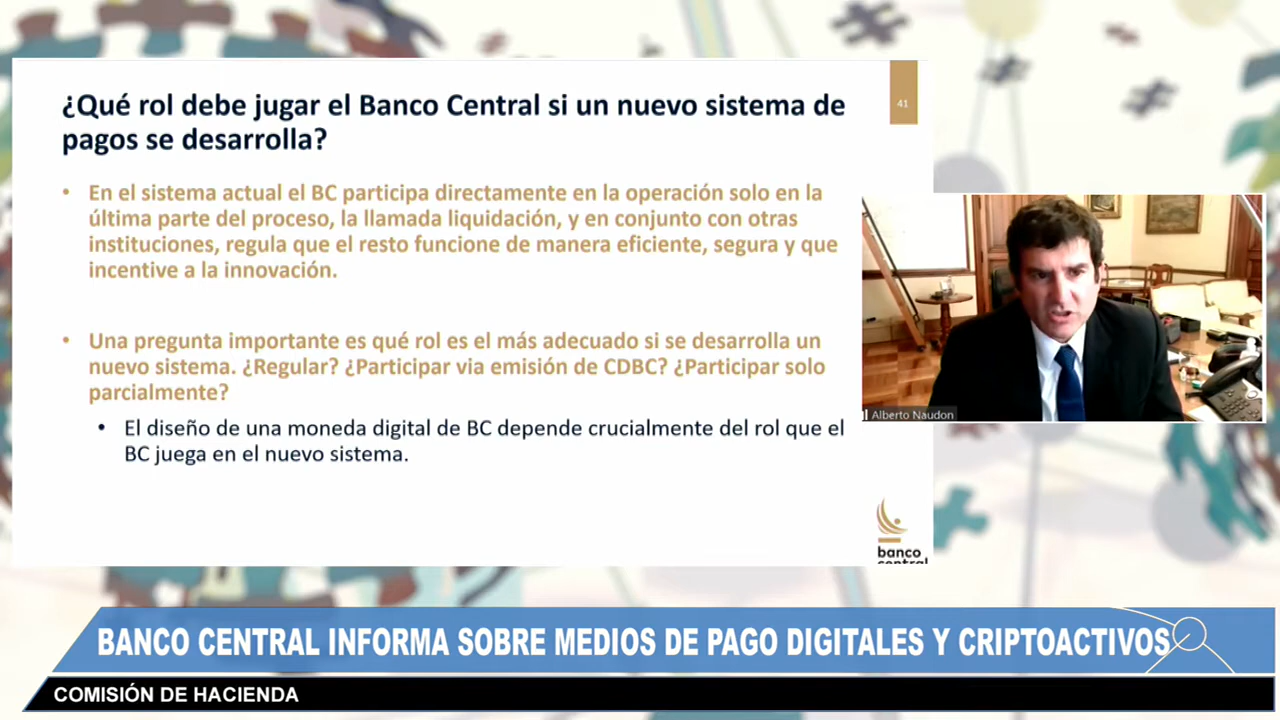 ¿Qué rol debe jugar el Banco Central si un nuevo sistema de
pagos se desarrolla?
41
• En el sistema actual el BC participa directamente en la operación solo en la
última parte del proceso, la llamada liquidación, y en conjunto con otras
instituciones, regula que el resto funcione de manera eficiente, segura y que
incentive a la innovación.
• Una pregunta importante es qué rol es el más adecuado si se desarrolla un
nuevo sistema. ¿Regular? ¿Participar via emisión de CDBC? ¿Participar solo
parcialmente?
• El diseño de una moneda digital de BC depende crucialmente del rol que el
BC juega en el nuevo sistema.
banco
central
Alberto Naudon
BANCO CENTRAL INFORMA SOBRE MEDIOS DE PAGO DIGITALES Y CRIPTOACTIVOS
COMISIÓN DE HACIENDA